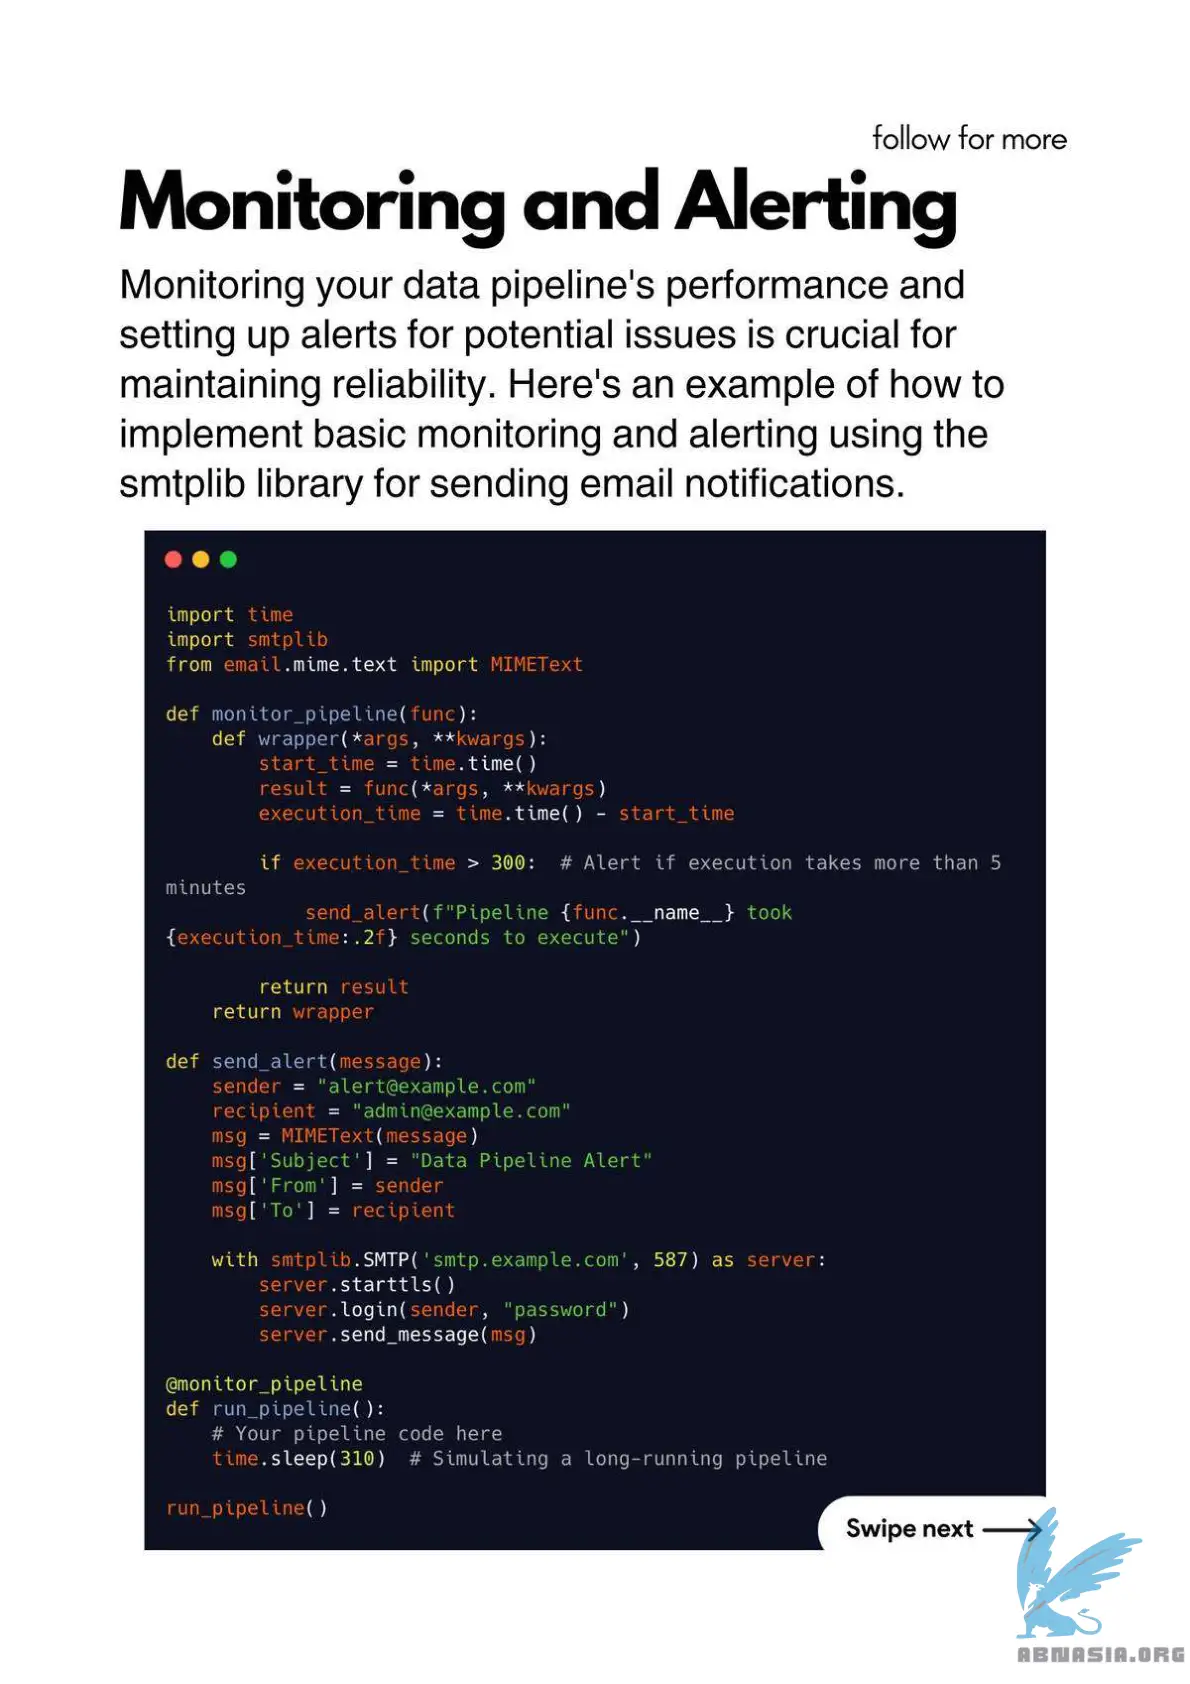 follow for more
Monitoring and Alerting
Monitoring your data pipeline's performance and
setting up alerts for potential issues is crucial for
maintaining reliability. Here's an example of how to
implement basic monitoring and alerting using the
smtplib library for sending email notifications.
import time
import smtplib
from email.mime.text import MIMEText
def monitor_pipeline(func):
    def wrapper(*args, **kwargs):
        start_time = time.time()
        result = func(*args, **kwargs)
        execution_time = time.time() - start_time
        if execution_time > 300:  # Alert if execution takes more than 5
minutes
            send_alert(f"Pipeline {func.__name__} took
{execution_time:.2f} seconds to execute")
        return result
    return wrapper
def send_alert(message):
    sender = "alert@example.com"
    recipient = "admin@example.com"
    msg = MIMEText(message)
    msg['Subject'] = "Data Pipeline Alert"
    msg['From'] = sender
    msg['To'] = recipient
    with smtplib.SMTP('smtp.example.com', 587) as server:
        server.starttls()
        server.login(sender, "password")
        server.send_message(msg)
@monitor_pipeline
def run_pipeline():
    # Your pipeline code here
    time.sleep(310)  # Simulating a long-running pipeline
run_pipeline()
Swipe next
ABNASIA.ORG